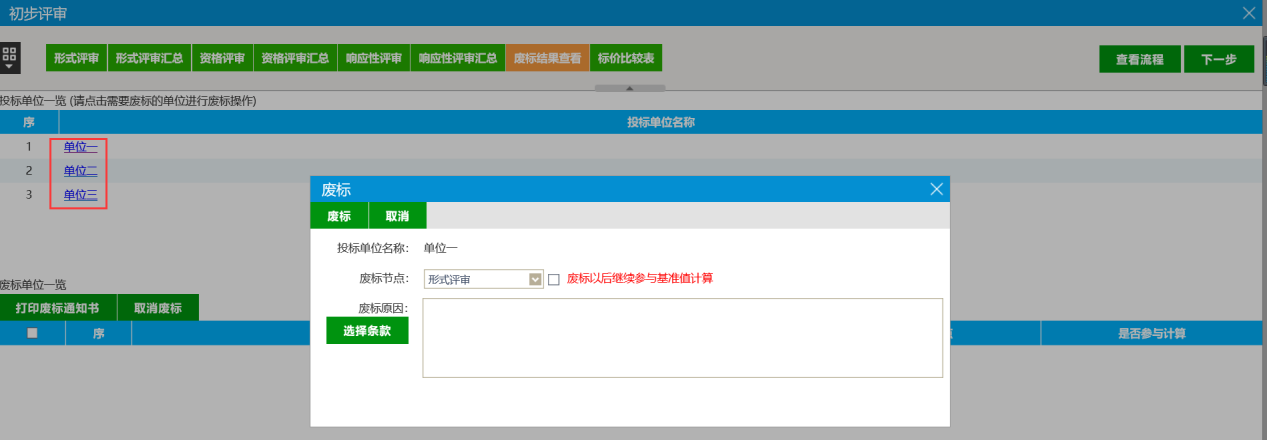 初步评审
形式评审 形式评审汇总 资格评审 资格评审汇总 响应性评审 响应性评审汇总 废标结果查看 标价比较表 查看流程 下一步
投标单位一览 (请点击需要废标的单位进行废标操作)
序 投标单位名称
1 单位一
2 单位二
3 单位三
废标
废标 取消
投标单位名称: 单位一
废标节点: 形式评审 废标以后继续参与基准值计算
废标原因:
选择条款
废标单位一览
打印废标通知书 取消废标
序 是否参与计算